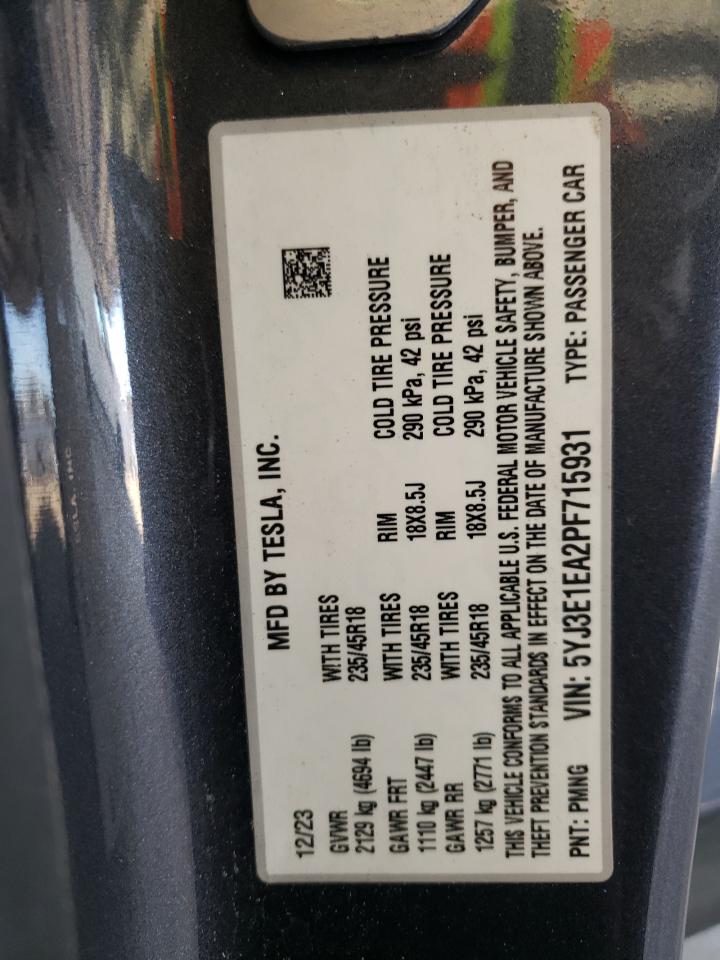 MFD BY TESLA, INC.
12/23
GVWR WITH TIRES
2129 kg (4694 lb) 235/45R18
GAWR FRT WITH TIRES RIM COLD TIRE PRESSURE
1110 kg (2447 lb) 235/45R18 18X8.5J 290 kPa, 42 psi
GAWR RR WITH TIRES RIM COLD TIRE PRESSURE
1257 kg (2771 lb) 235/45R18 18X8.5J 290 kPa, 42 psi
THIS VEHICLE CONFORMS TO ALL APPLICABLE U.S. FEDERAL MOTOR VEHICLE SAFETY, BUMPER, AND
THEFT PREVENTION STANDARDS IN EFFECT ON THE DATE OF MANUFACTURE SHOWN ABOVE.
PNT: PMNG VIN: 5YJ3E1EA2PF715931 TYPE: PASSENGER CAR